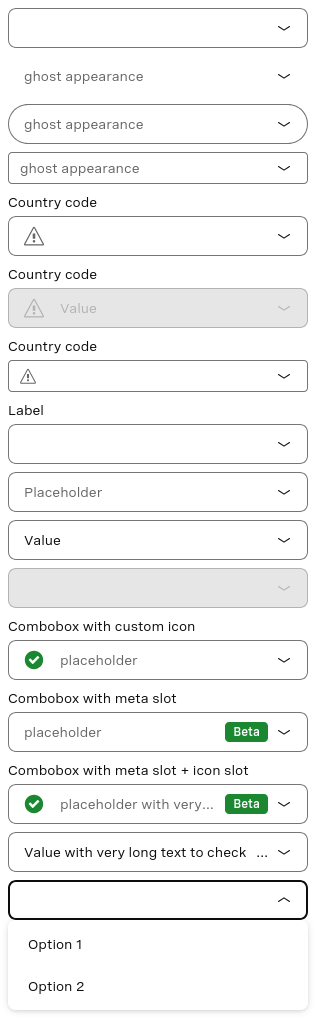 ghost appearance
ghost appearance
ghost appearance
Country code
Country code
Value
Country code
Label
Placeholder
Value
Combobox with custom icon
placeholder
Combobox with meta slot
placeholder Beta
Combobox with meta slot + icon slot
placeholder with very... Beta
Value with very long text to check ...
Option 1
Option 2